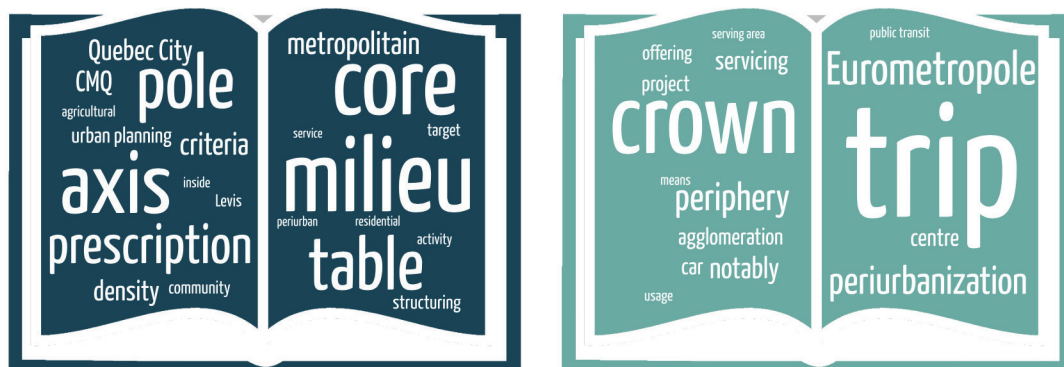 Quebec City
CMQ
pole
agricultural
urban planning
criteria
axis
inside
Levis
prescription
density
community
metropolitain
core
service
target
milieu
periurban
residential
activity
table
structuring
serving area
offering
servicing
project
crown
means
periphery
agglomeration
car
notably
usage
public transit
Eurometropole
trip
centre
periurbanization